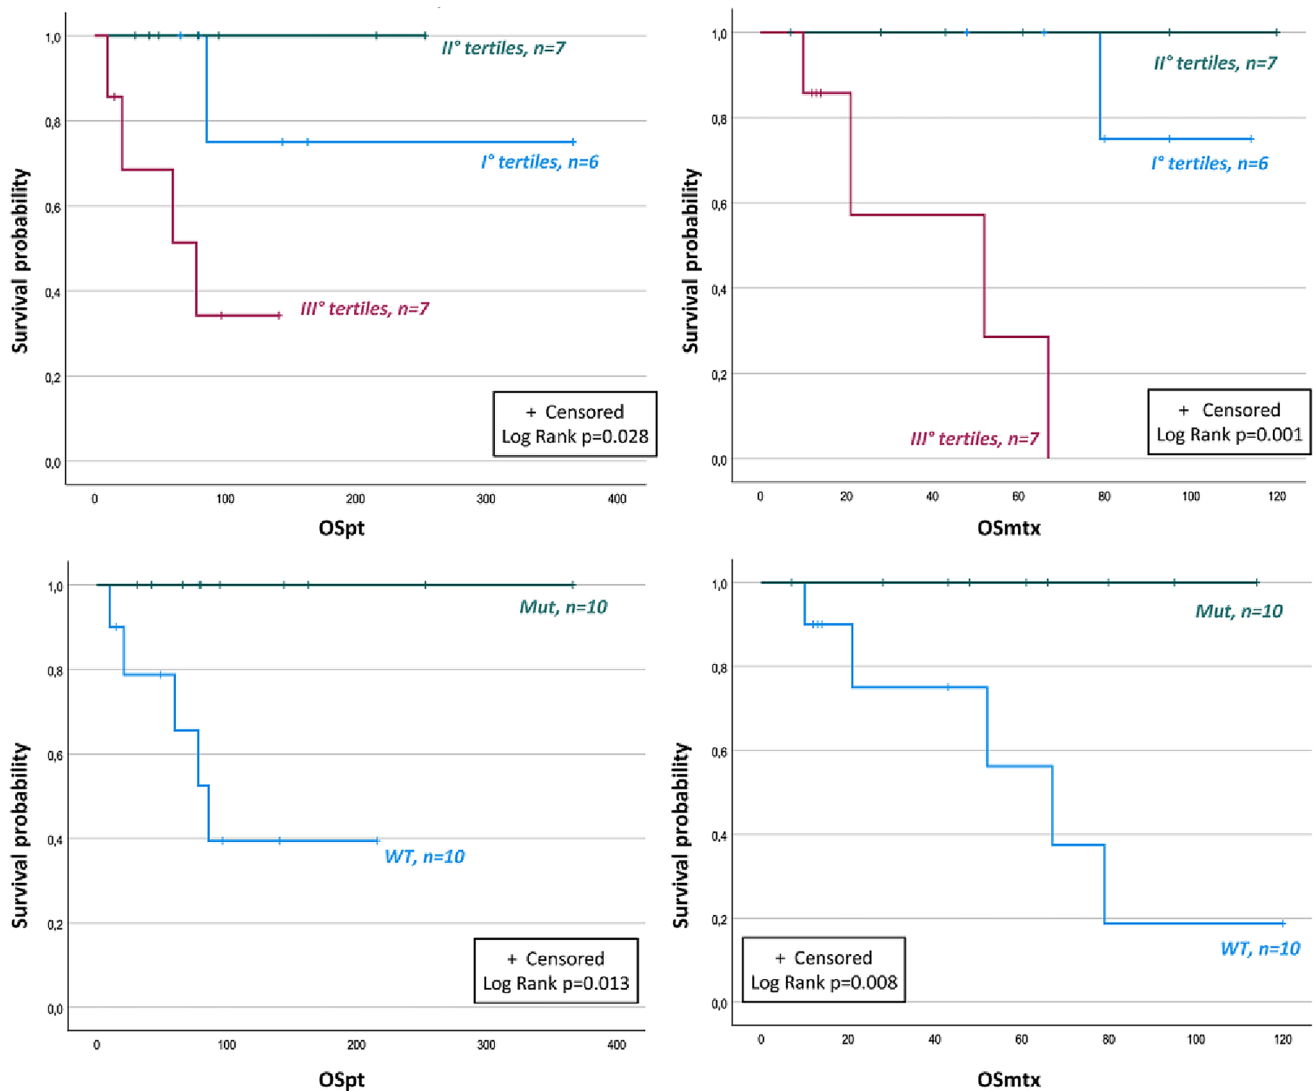 1,0
0,8
0,6
0,4
0,2
0,0
Survival probability
II° tertiles, n=7
I° tertiles, n=6
III° tertiles, n=7
+ Censored
Log Rank p=0.028
0 100 200 300 400
OSpt
1,0
0,8
0,6
0,4
0,2
0,0
Survival probability
II° tertiles, n=7
I° tertiles, n=6
III° tertiles, n=7
+ Censored
Log Rank p=0.001
0 20 40 60 80 100 120
OSmtx
1,0
0,8
0,6
0,4
0,2
0,0
Survival probability
Mut, n=10
WT, n=10
+ Censored
Log Rank p=0.013
0 100 200 300 400
OSpt
1,0
0,8
0,6
0,4
0,2
0,0
Survival probability
Mut, n=10
WT, n=10
+ Censored
Log Rank p=0.008
0 20 40 60 80 100 120
OSmtx